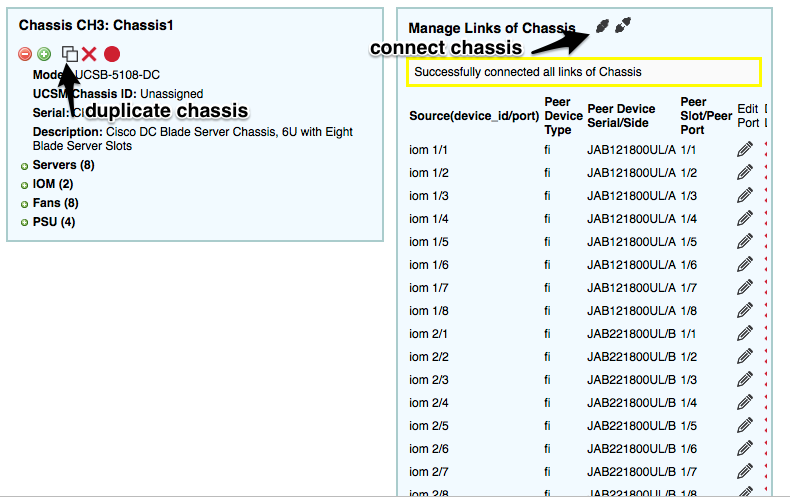 Chassis CH3: Chassis1
UCSB-5108-DC
duplicate chassis
UCSM Chassis ID: Unassigned
Serial:
Description: Cisco DC Blade Server Chassis, 6U with Eight
Blade Server Slots
Servers (8)
IOM (2)
Fans (8)
PSU (4)
Manage Links of Chassis
connect chassis
Successfully connected all links of Chassis
Source(device_id/port) Peer Device Type Peer Device Serial/Side Peer Slot/Peer Port Edit Port
iom 1/1 fi JAB121800UL/A 1/1
iom 1/2 fi JAB121800UL/A 1/2
iom 1/3 fi JAB121800UL/A 1/3
iom 1/4 fi JAB121800UL/A 1/4
iom 1/5 fi JAB121800UL/A 1/5
iom 1/6 fi JAB121800UL/A 1/6
iom 1/7 fi JAB121800UL/A 1/7
iom 1/8 fi JAB121800UL/A 1/8
iom 2/1 fi JAB221800UL/B 1/1
iom 2/2 fi JAB221800UL/B 1/2
iom 2/3 fi JAB221800UL/B 1/3
iom 2/4 fi JAB221800UL/B 1/4
iom 2/5 fi JAB221800UL/B 1/5
iom 2/6 fi JAB221800UL/B 1/6
iom 2/7 fi JAB221800UL/B 1/7
iom 2/8 fi JAB221800UL/B 1/8